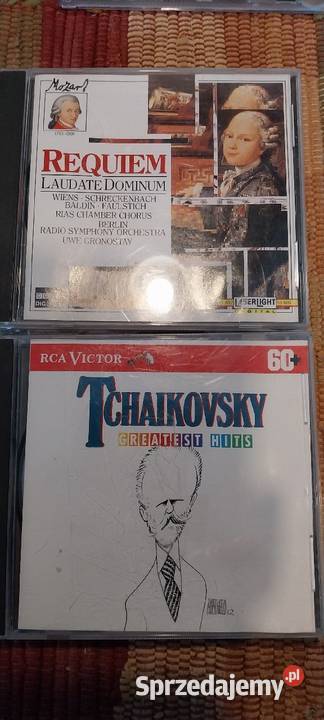 Mozart
REQUIEM
LAUDATE DOMINUM
WIENS · SCHRECKENBACH
BALDIN · FAULSTICH
RIAS CHAMBER CHORUS
BERLIN
RADIO SYMPHONY ORCHESTRA
UWE GRONOSTAY
LASERLIGHT
DIGITAL
RCA VICTOR
60+
TCHAIKOVSKY
GREATEST HITS
Sprzedajemy.pl